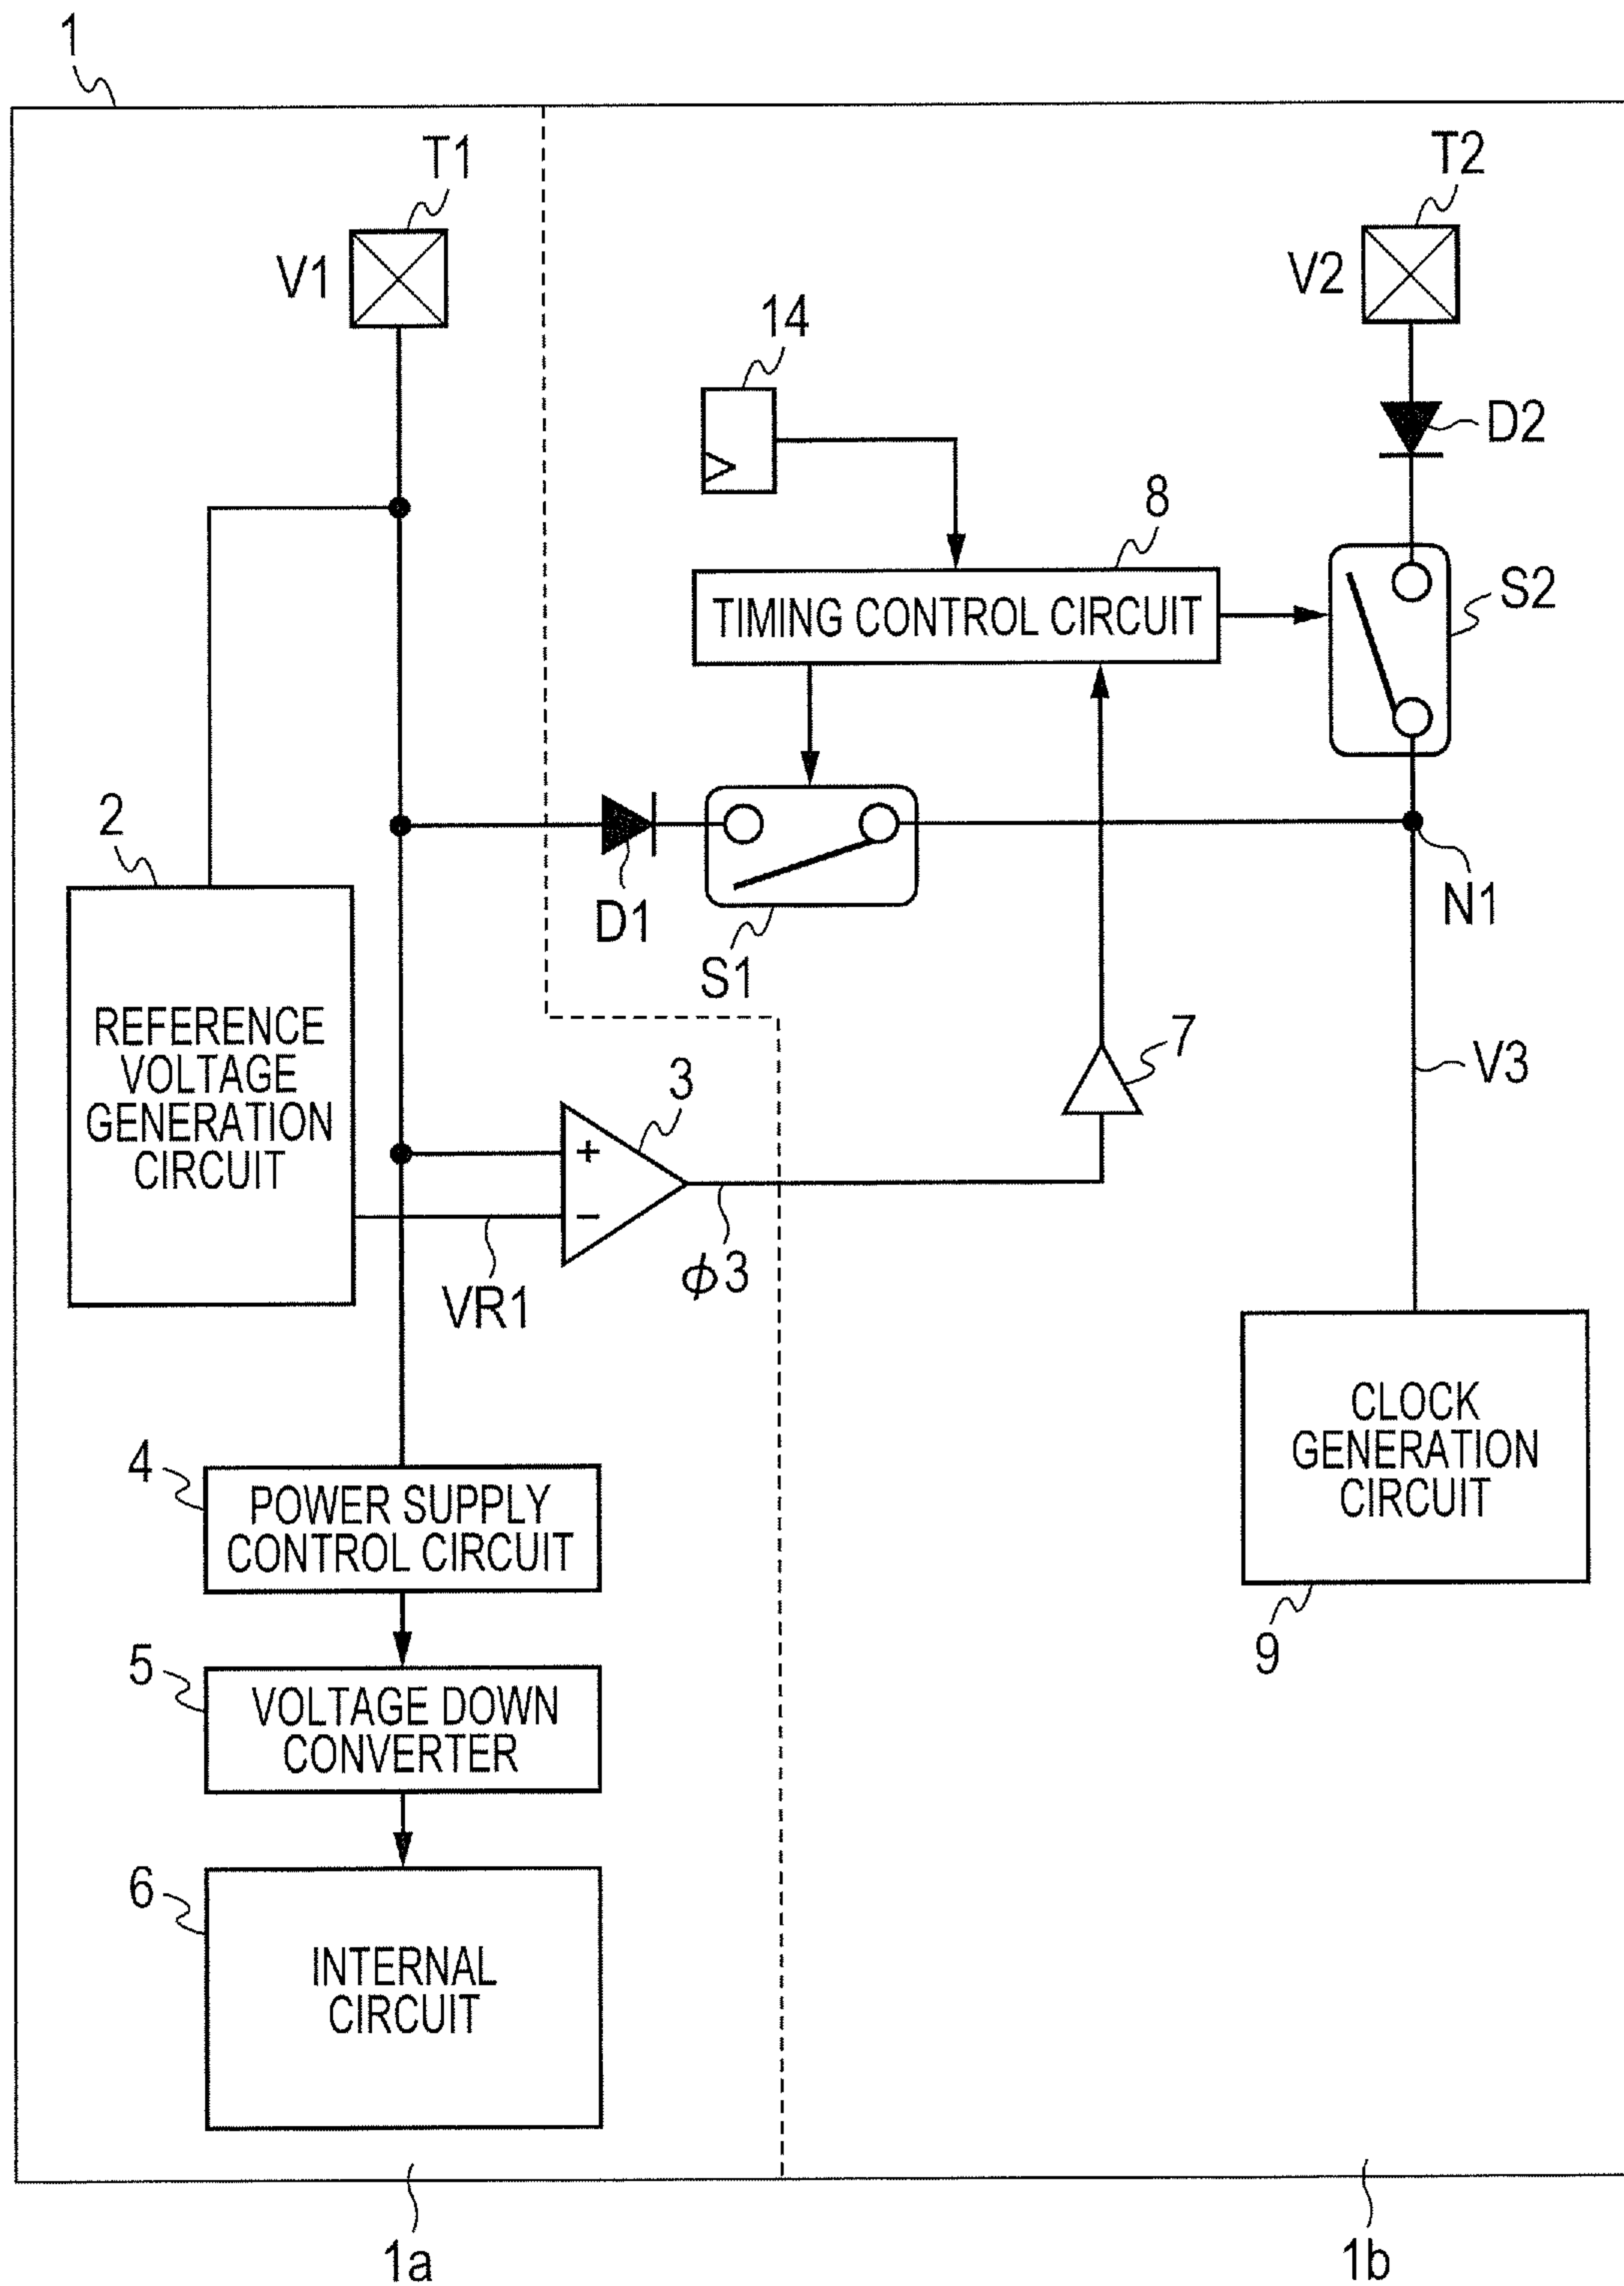 1
T1
T2
V1
V2
14
D2
8
TIMING CONTROL CIRCUIT
S2
2
D1
S1
N1
REFERENCE
VOLTAGE
GENERATION
CIRCUIT
3
7
V3
+
−
VR1
ϕ3
4
POWER SUPPLY
CONTROL CIRCUIT
CLOCK
GENERATION
CIRCUIT
9
5
VOLTAGE DOWN
CONVERTER
6
INTERNAL
CIRCUIT
1a
1b